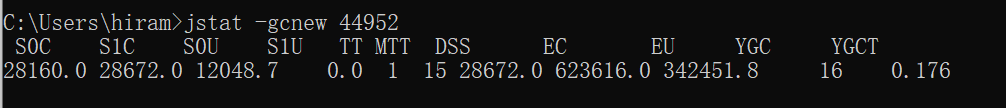 C:\Users\hiram>jstat -gcnew 44952
S0C S1C S0U S1U TT MTT DSS EC EU YGC YGCT
28160.0 28672.0 12048.7 0.0 1 15 28672.0 623616.0 342451.8 16 0.176